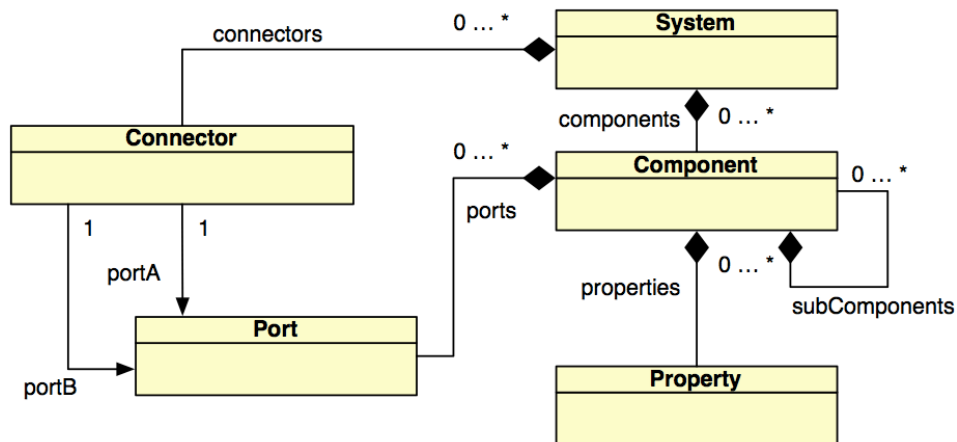 System
0 ... *
connectors
components
0 ... *
Connector
0 ... *
Component
0 ... *
ports
1
1
portA
0 ... *
properties
subComponents
Port
portB
Property